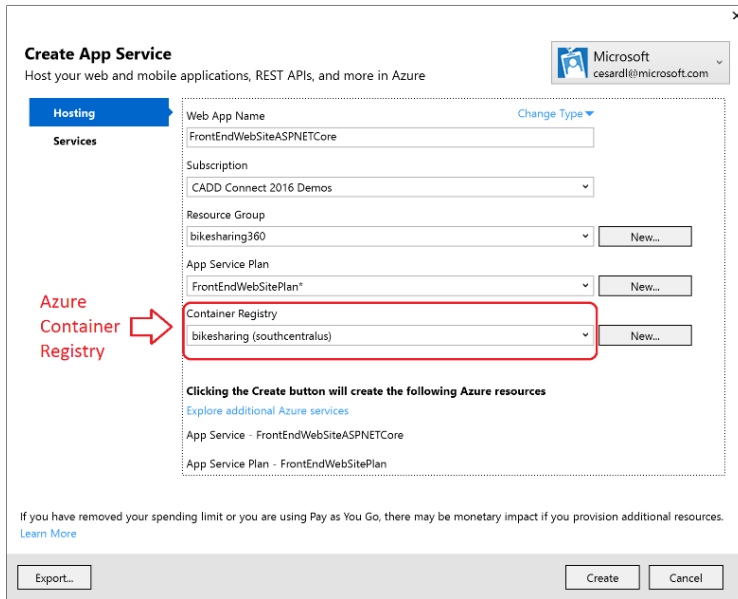 Create App Service
Host your web and mobile applications, REST APIs, and more in Azure
Microsoft
cesardl@microsoft.com
Hosting
Services
Web App Name
Change Type
FrontEndWebSiteASPNETCore
Subscription
CADD Connect 2016 Demos
Resource Group
bikesharing360
New...
App Service Plan
FrontEndWebSitePlan*
New...
Azure
Container
Registry
Container Registry
bikesharing (southcentralus)
New...
Clicking the Create button will create the following Azure resources
Explore additional Azure services
App Service - FrontEndWebSiteASPNETCore
App Service Plan - FrontEndWebSitePlan
If you have removed your spending limit or you are using Pay as You Go, there may be monetary impact if you provision additional resources.
Learn More
Export...
Create
Cancel